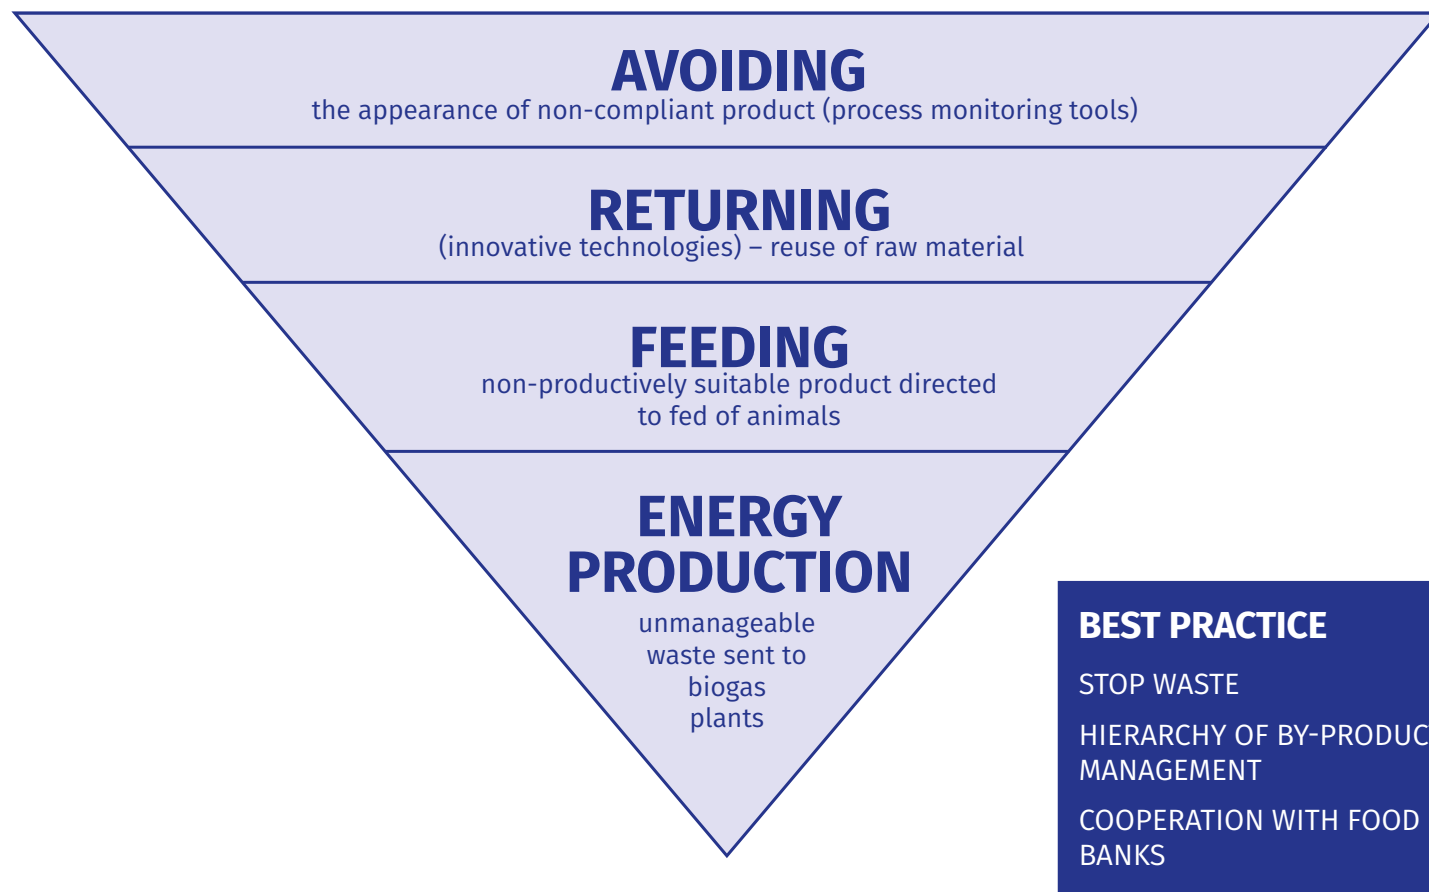 AVOIDING
the appearance of non-compliant product (process monitoring tools)
RETURNING
(innovative technologies) – reuse of raw material
FEEDING
non-productively suitable product directed
to fed of animals
ENERGY
PRODUCTION
unmanageable
waste sent to
biogas
plants
BEST PRACTICE
STOP WASTE
HIERARCHY OF BY-PRODUC
MANAGEMENT
COOPERATION WITH FOOD
BANKS